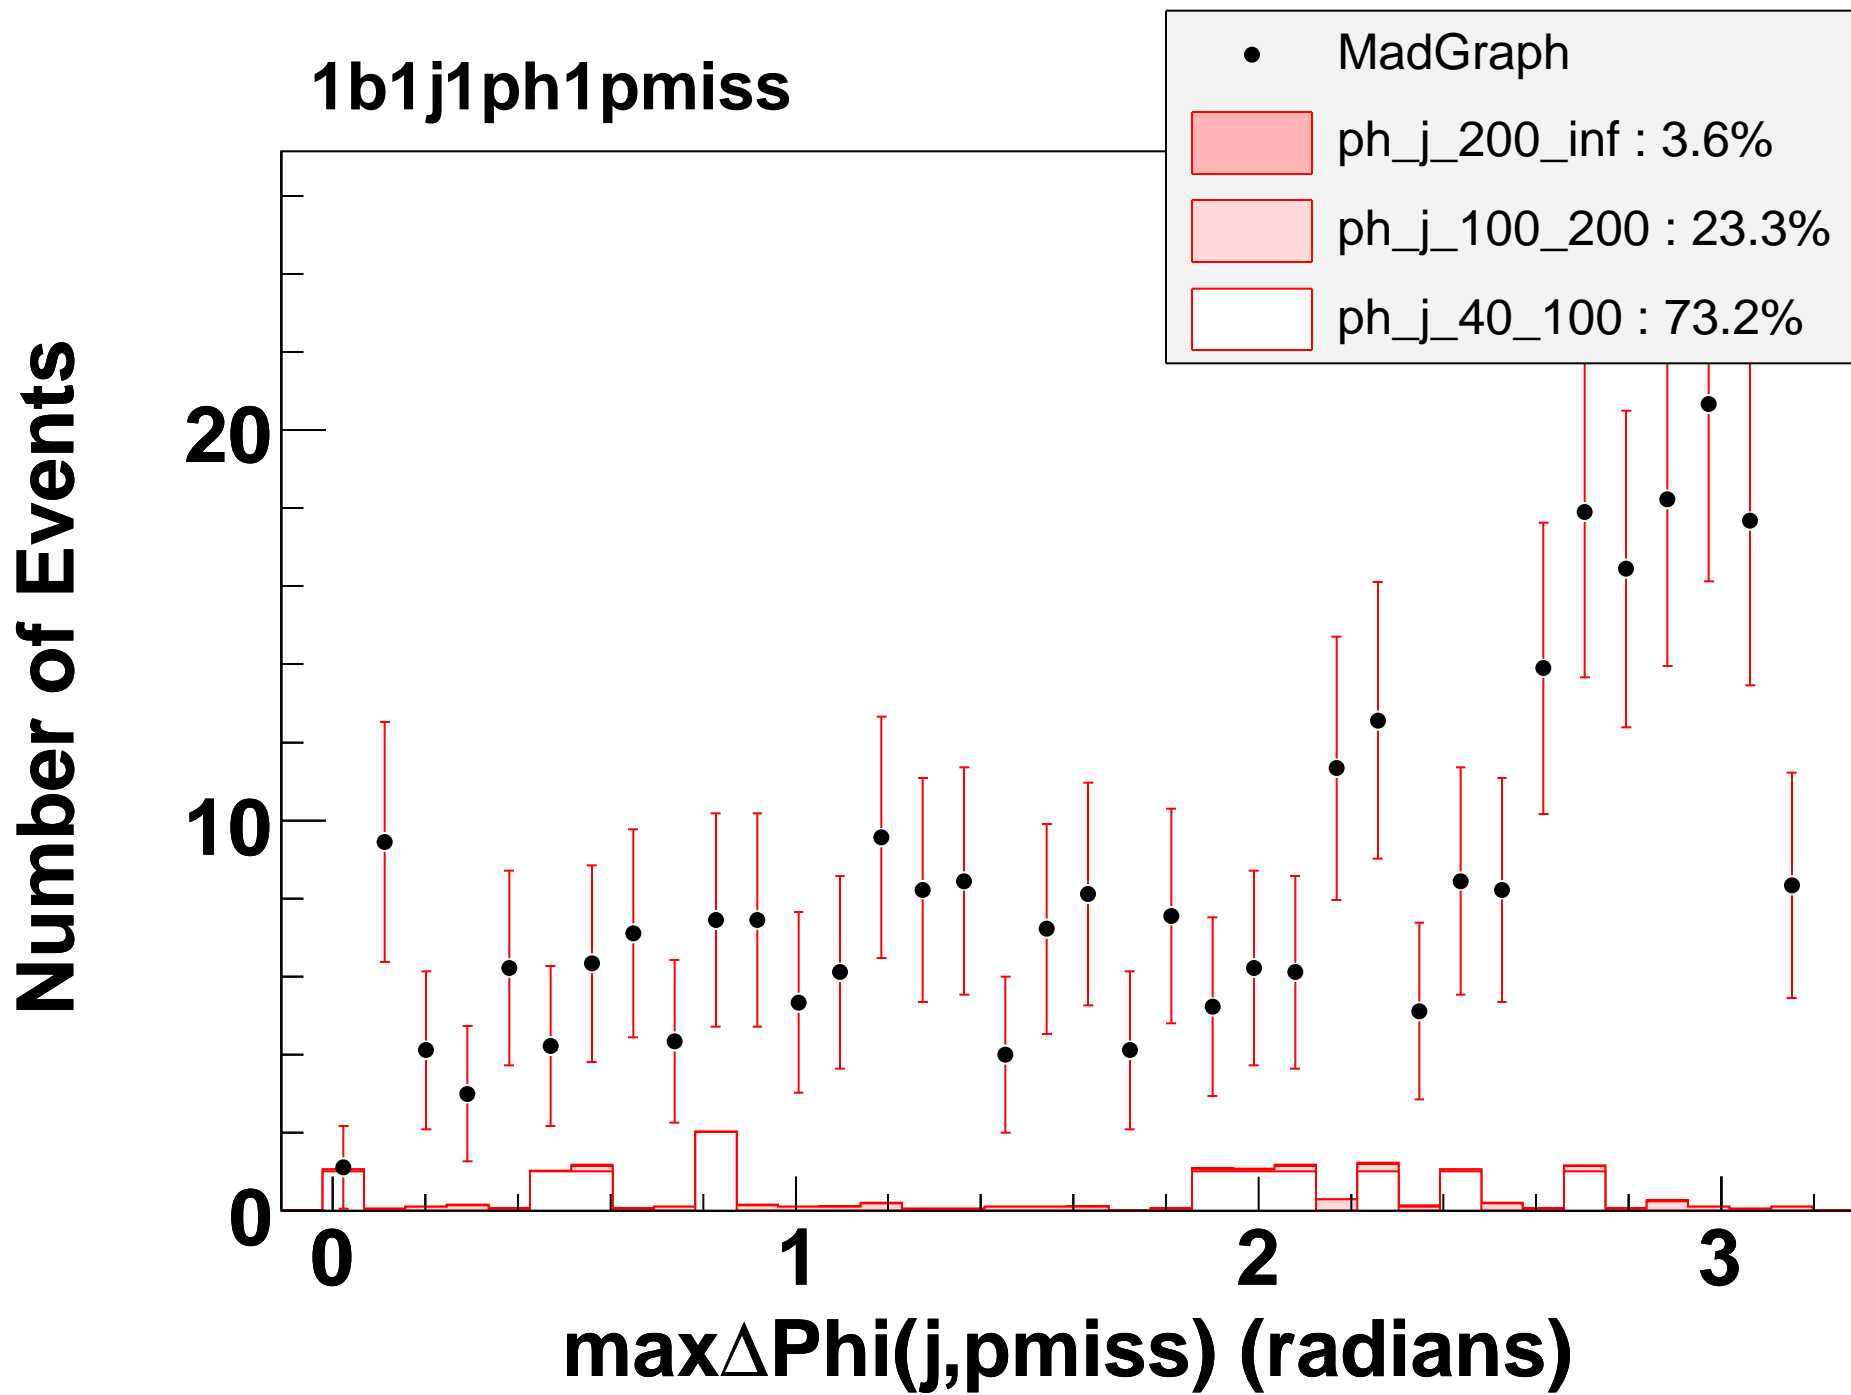 1b1j1ph1pmiss
MadGraph
ph_j_200_inf : 3.6%
ph_j_100_200 : 23.3%
ph_j_40_100 : 73.2%
Number of Events
20
10
0
0 1 2 3
maxΔPhi(j,pmiss) (radians)